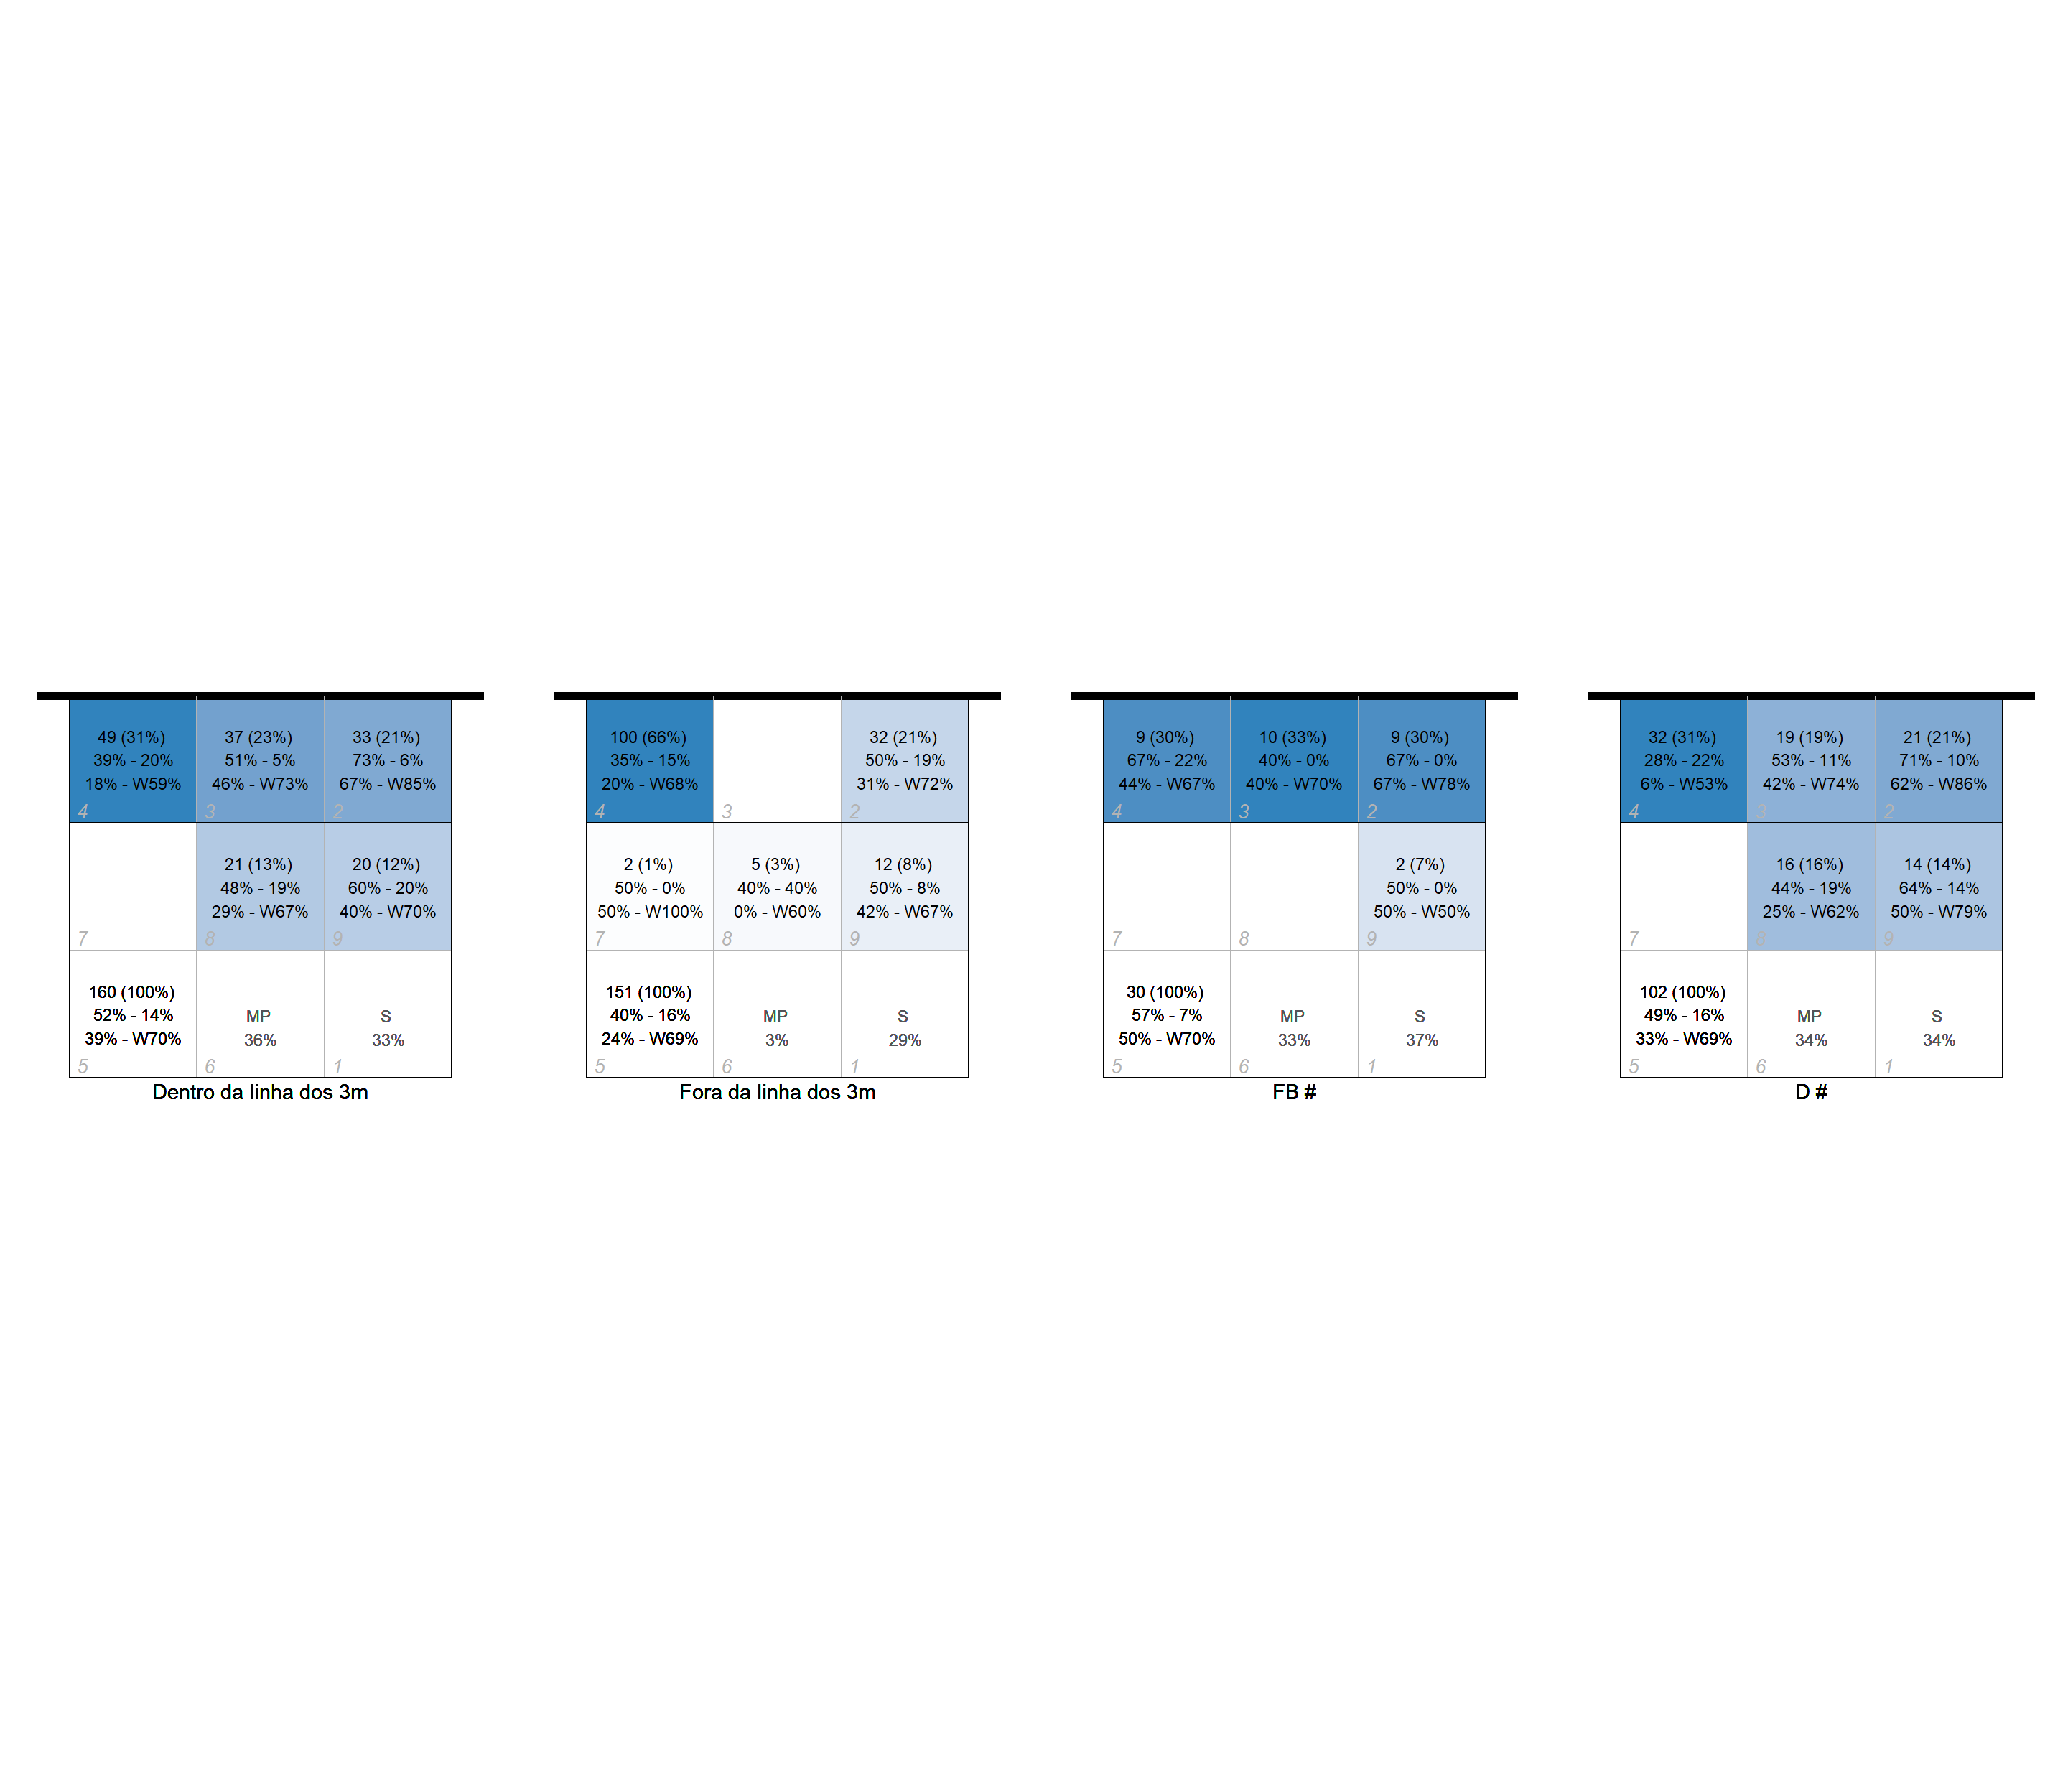 49 (31%)
39% - 20%
18% - W59%
4
37 (23%)
51% - 5%
46% - W73%
3
33 (21%)
73% - 6%
67% - W85%
2
7
21 (13%)
48% - 19%
29% - W67%
8
20 (12%)
60% - 20%
40% - W70%
9
160 (100%)
52% - 14%
39% - W70%
5
MP
36%
6
S
33%
1
Dentro da linha dos 3m
100 (66%)
35% - 15%
20% - W68%
4
3
32 (21%)
50% - 19%
31% - W72%
2
2 (1%)
50% - 0%
50% - W100%
7
5 (3%)
40% - 40%
0% - W60%
8
12 (8%)
50% - 8%
42% - W67%
9
151 (100%)
40% - 16%
24% - W69%
5
MP
3%
6
S
29%
1
Fora da linha dos 3m
9 (30%)
67% - 22%
44% - W67%
4
10 (33%)
40% - 0%
40% - W70%
3
9 (30%)
67% - 0%
67% - W78%
2
7
8
2 (7%)
50% - 0%
50% - W50%
9
30 (100%)
57% - 7%
50% - W70%
5
MP
33%
6
S
37%
1
FB #
32 (31%)
28% - 22%
6% - W53%
4
19 (19%)
53% - 11%
42% - W74%
3
21 (21%)
71% - 10%
62% - W86%
2
7
16 (16%)
44% - 19%
25% - W62%
8
14 (14%)
64% - 14%
50% - W79%
9
102 (100%)
49% - 16%
33% - W69%
5
MP
34%
6
S
34%
1
D #